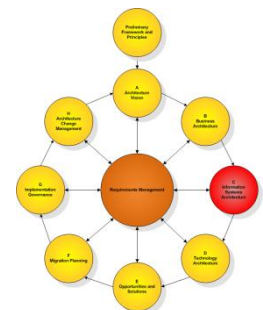 Preliminary
Framework and
Principles
A
Architecture
Vision
B
Business
Architecture
C
Information
Systems
Architecture
D
Technology
Architecture
E
Opportunities and
Solutions
F
Migration Planning
G
Implementation
Governance
H
Architecture
Change
Management
Requirements Management